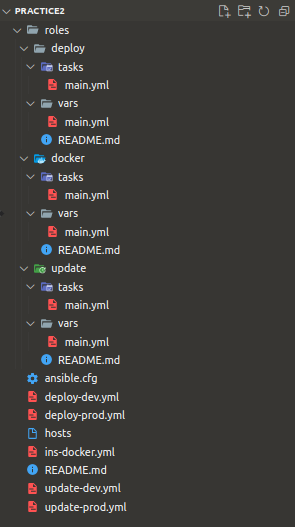 PRACTICE2
roles
deploy
tasks
main.yml
vars
main.yml
README.md
docker
tasks
main.yml
vars
main.yml
README.md
update
tasks
main.yml
vars
main.yml
README.md
ansible.cfg
deploy-dev.yml
deploy-prod.yml
hosts
ins-docker.yml
README.md
update-dev.yml
update-prod.yml